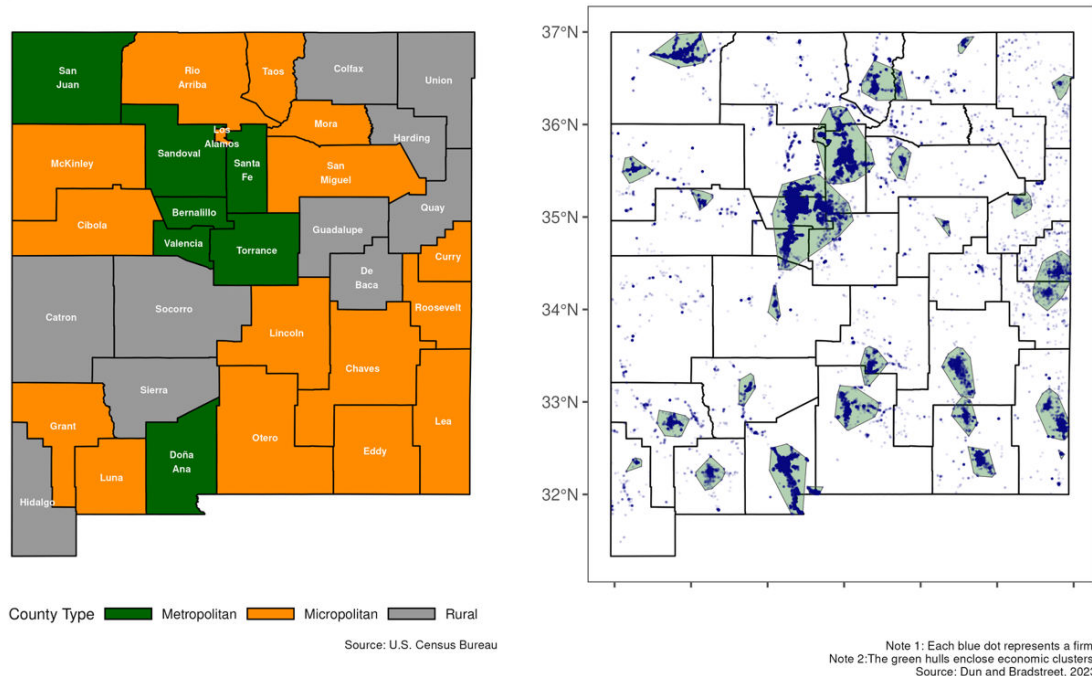 San
Juan
Rio
Arriba
Taos
Colfax
Union
Mora
Harding
Los
Alamos
McKinley
Sandoval
Santa
Fe
San
Miguel
Quay
Bernalillo
Cibola
Guadalupe
Valencia
Torrance
Curry
De
Baca
Socorro
Roosevelt
Catron
Lincoln
Chaves
Sierra
Grant
Otero
Lea
Doña
Ana
Eddy
Luna
Hidalgo
County Type Metropolitan Micropolitan Rural
Source: U.S. Census Bureau
37°N
36°N
35°N
34°N
33°N
32°N
Note 1: Each blue dot represents a firm
Note 2:The green hulls enclose economic clusters
Source: Dun and Bradstreet, 2023